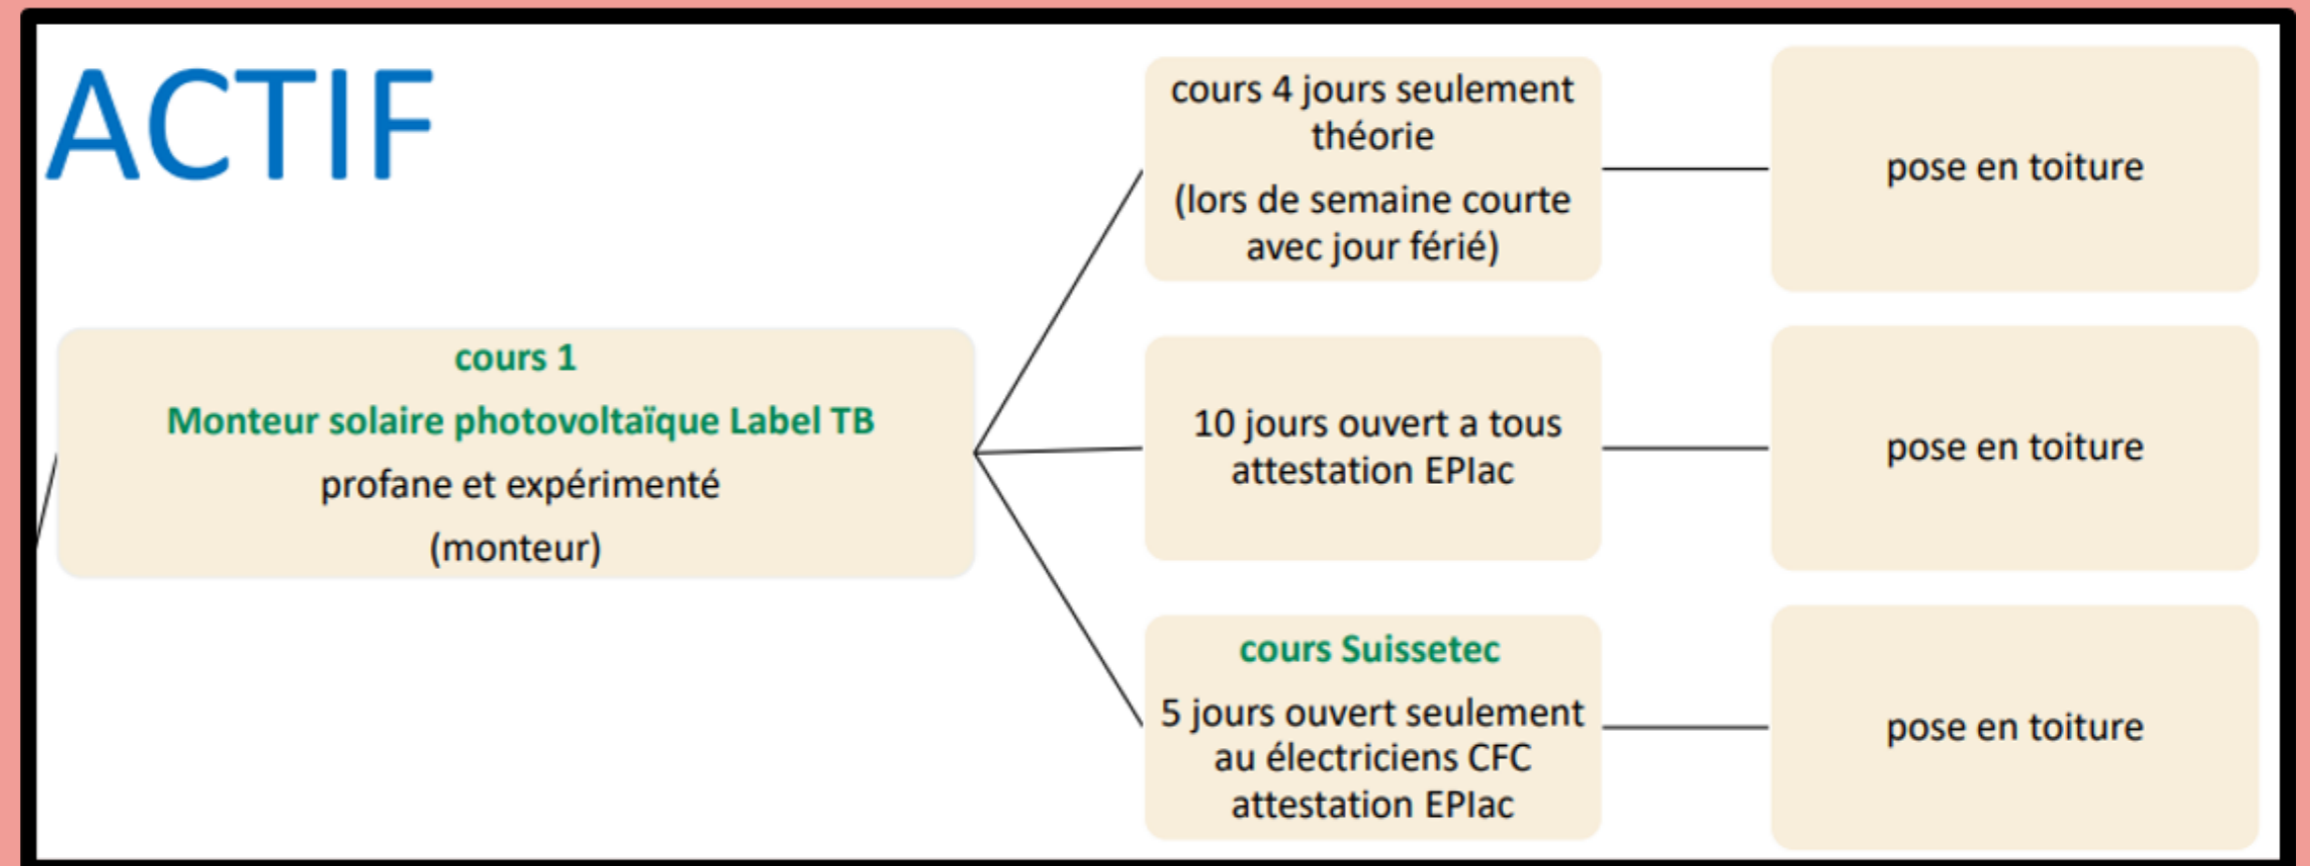 ACTIF
cours 1
Monteur solaire photovoltaïque Label TB
profane et expérimenté
(monteur)
cours 4 jours seulement
théorie
(lors de semaine courte
avec jour férié)
pose en toiture
10 jours ouvert a tous
attestation EPIac
pose en toiture
cours Suissetec
5 jours ouvert seulement
au électriciens CFC
attestation EPIac
pose en toiture